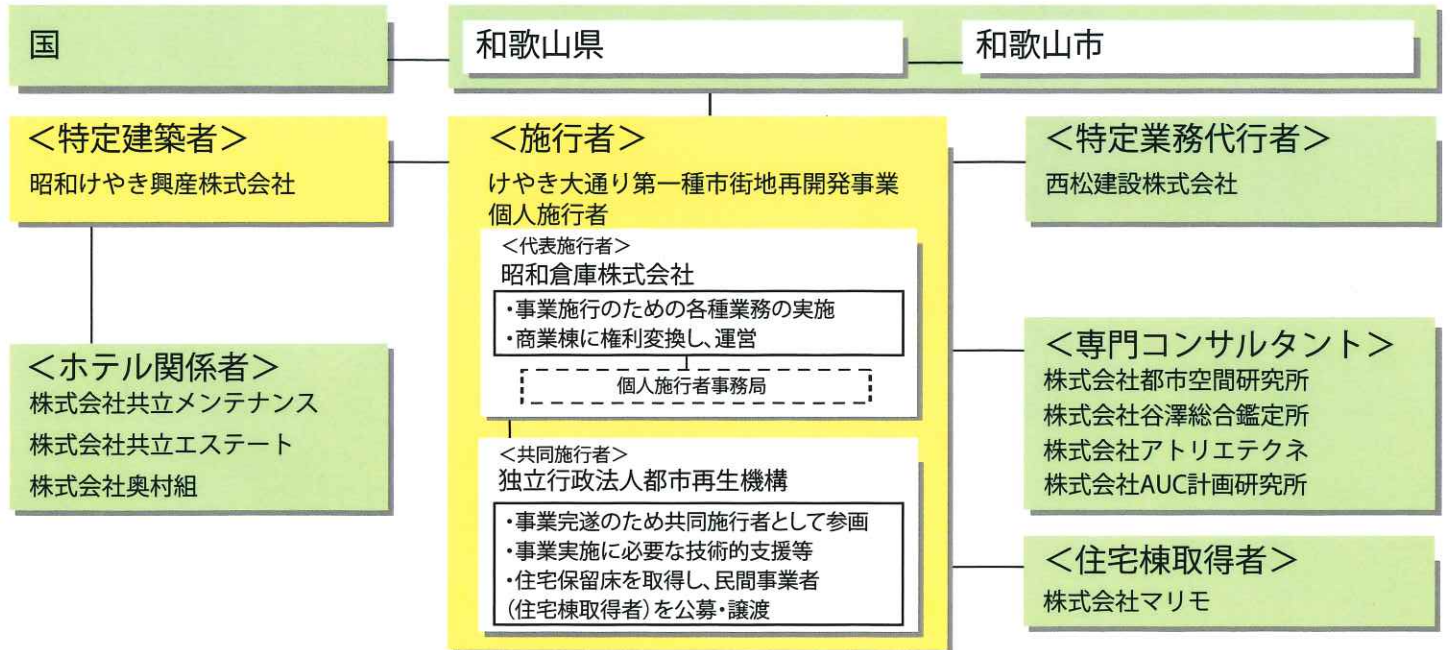 国
和歌山県
和歌山市
＜特定建築者＞
昭和けやき興産株式会社
＜ホテル関係者＞
株式会社共立メンテナンス
株式会社共立エステート
株式会社奥村組
＜施行者＞
けやき大通り第一種市街地再開発事業
個人施行者
＜代表施行者＞
昭和倉庫株式会社
・事業施行のための各種業務の実施
・商業棟に権利変換し、運営
個人施行者事務局
＜共同施行者＞
独立行政法人都市再生機構
・事業完遂のため共同施行者として参画
・事業実施に必要な技術的支援等
・住宅保留床を取得し、民間事業者
(住宅棟取得者)を公募・譲渡
＜特定業務代行者＞
西松建設株式会社
＜専門コンサルタント＞
株式会社都市空間研究所
株式会社谷澤総合鑑定所
株式会社アトリエテクネ
株式会社AUC計画研究所
＜住宅棟取得者＞
株式会社マリモ